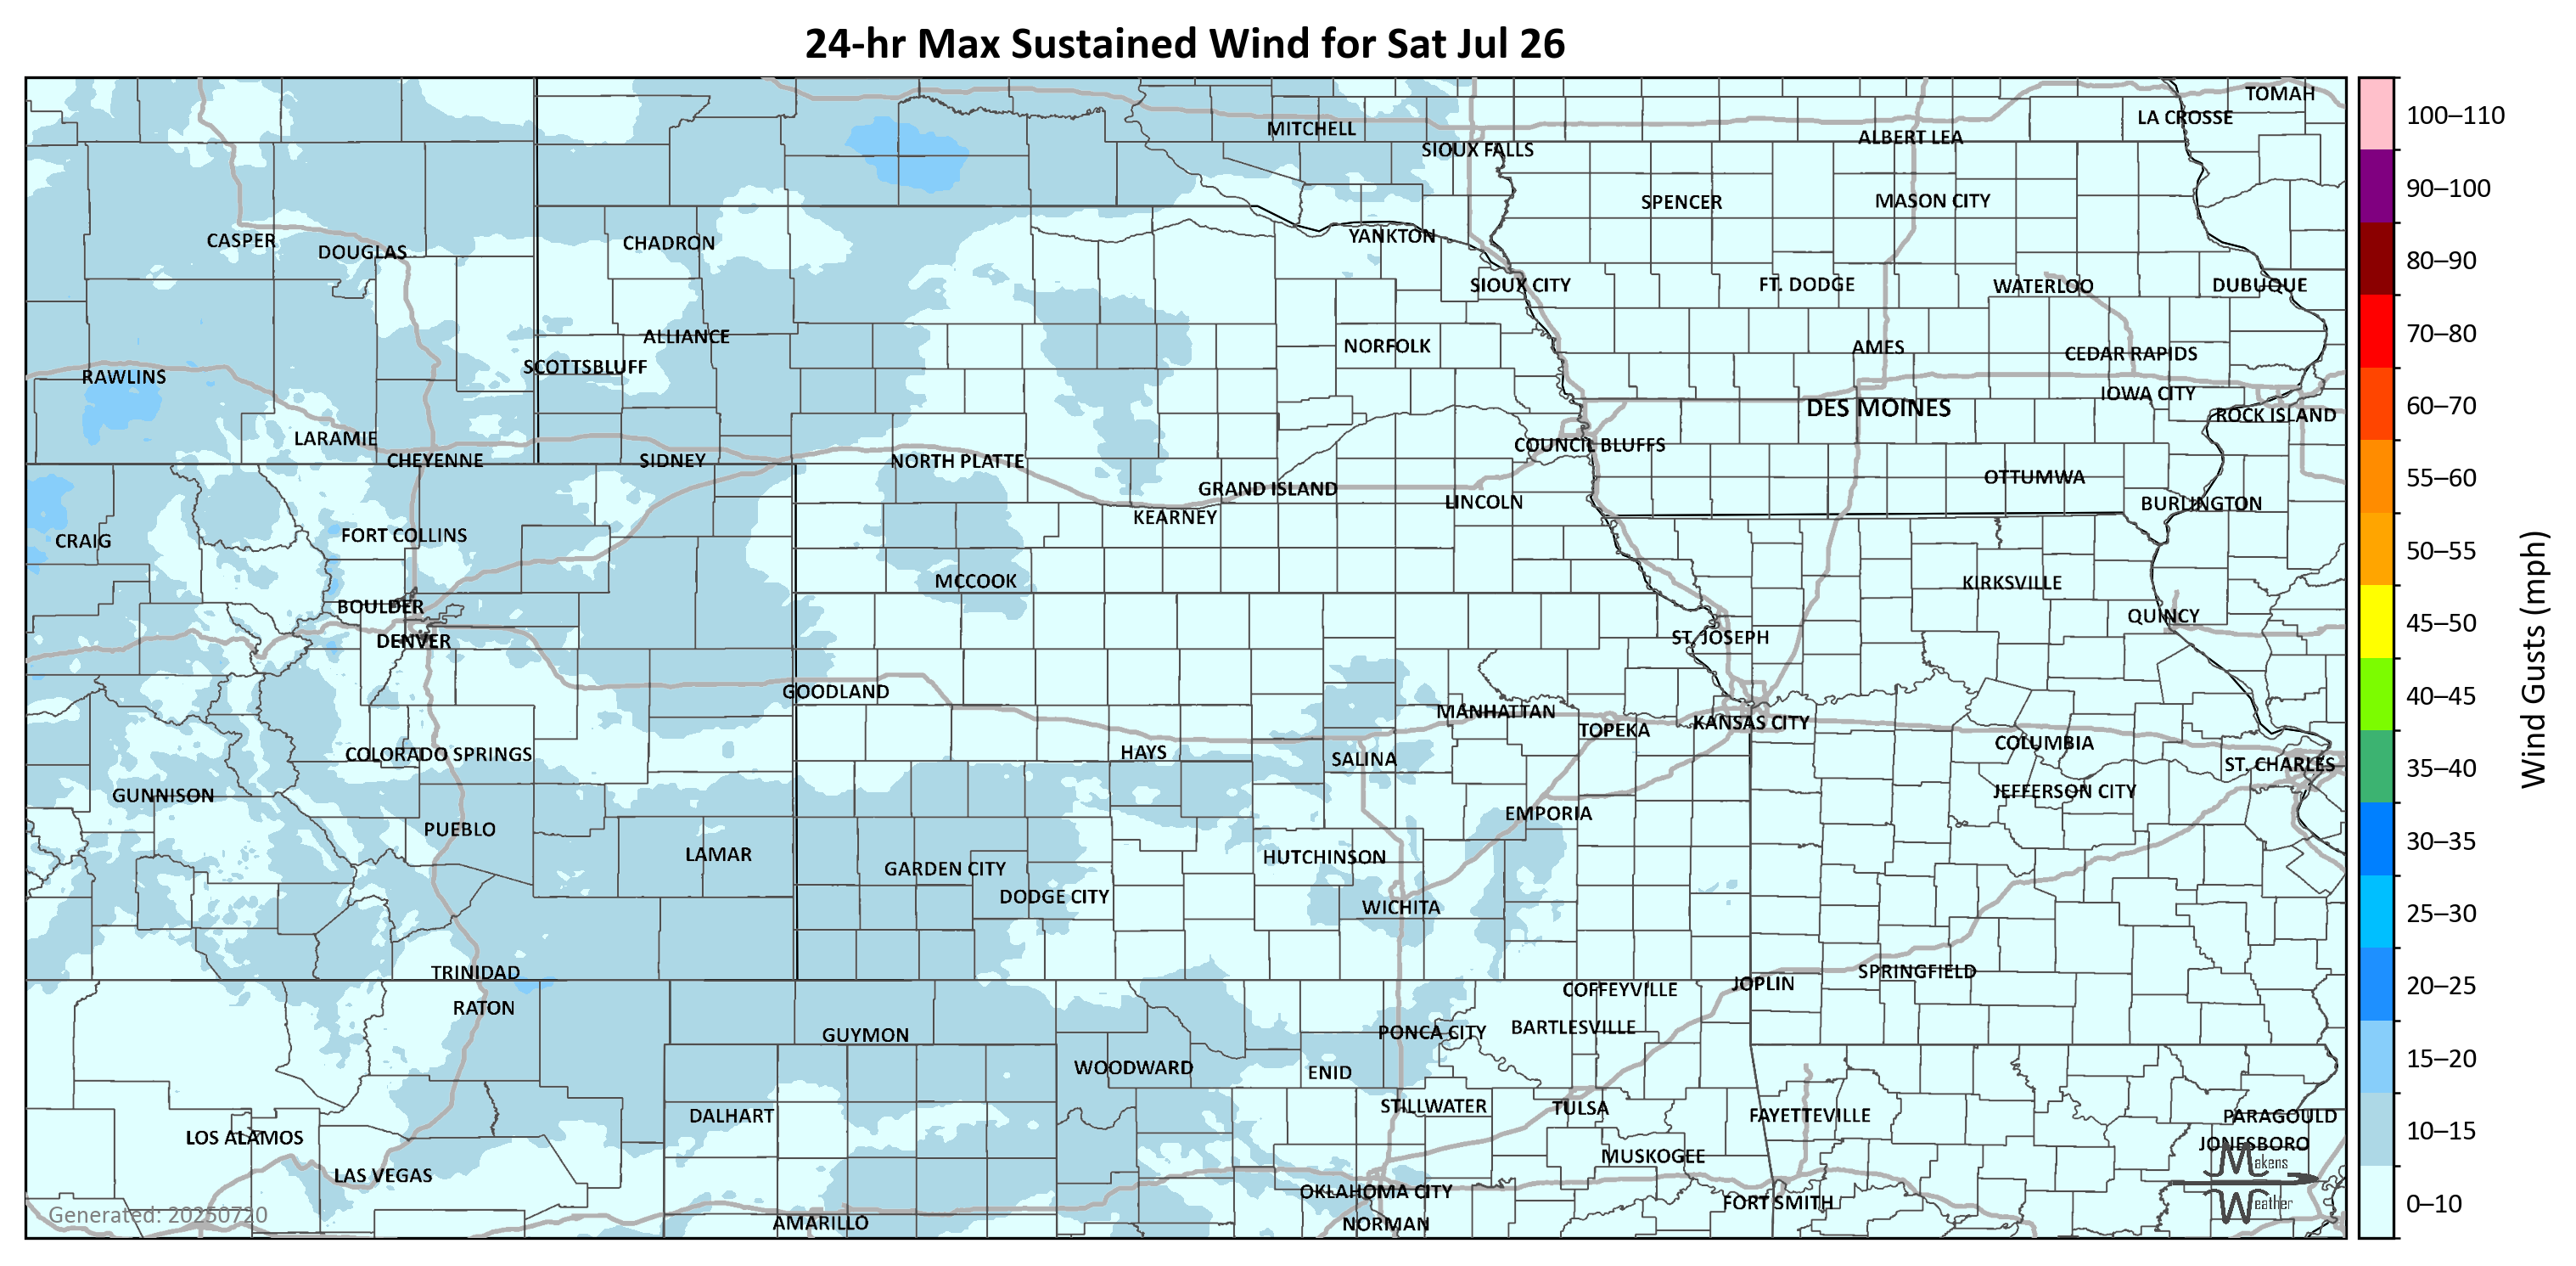 24-hr Max Sustained Wind for Sat Jul 26
TOMAH
LA CROSSE
MITCHELL
ALBERT LEA
SIOUX FALLS
SPENCER
MASON CITY
CASPER
CHADRON
YANKTON
DOUGLAS
SIOUX CITY
FT. DODGE
WATERLOO
DUBUQUE
ALLIANCE
NORFOLK
AMES
CEDAR RAPIDS
SCOTTSBLUFF
RAWLINS
IOWA CITY
DES MOINES
ROCK ISLAND
LARAMIE
COUNCIL BLUFFS
CHEYENNE
SIDNEY
NORTH PLATTE
OTTUMWA
GRAND ISLAND
LINCOLN
BURLINGTON
KEARNEY
FORT COLLINS
CRAIG
MCCOOK
KIRKSVILLE
BOULDER
QUINCY
DENVER
ST. JOSEPH
GOODLAND
MANHATTAN
KANSAS CITY
TOPEKA
COLUMBIA
COLORADO SPRINGS
HAYS
SALINA
ST. CHARLES
GUNNISON
JEFFERSON CITY
EMPORIA
PUEBLO
LAMAR
HUTCHINSON
GARDEN CITY
DODGE CITY
WICHITA
TRINIDAD
SPRINGFIELD
JOPLIN
COFFEYVILLE
RATON
BARTLESVILLE
GUYMON
PONCA CITY
WOODWARD
ENID
STILLWATER
TULSA
DALHART
FAYETTEVILLE
PARAGOULD
LOS ALAMOS
JONESBORO
MUSKOGEE
LAS VEGAS
OKLAHOMA CITY
FORT SMITH
AMARILLO
NORMAN
Generated: 20250720
Makens
Weather
100–110
90–100
80–90
70–80
60–70
55–60
50–55
45–50
40–45
35–40
30–35
25–30
20–25
15–20
10–15
0–10
Wind Gusts (mph)